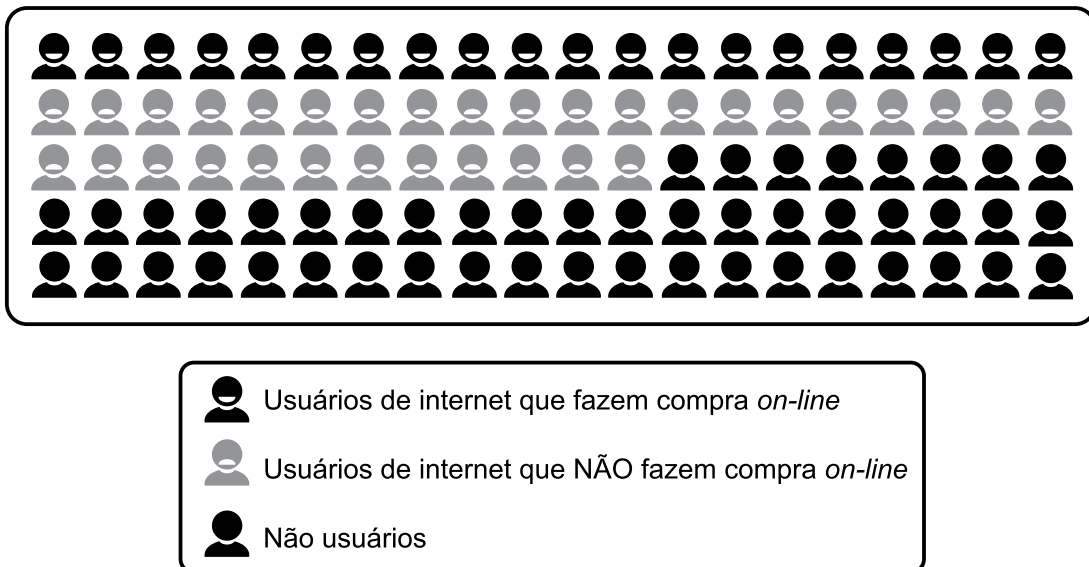 Usuários de internet que fazem compra on-line
Usuários de internet que NÃO fazem compra on-line
Não usuários